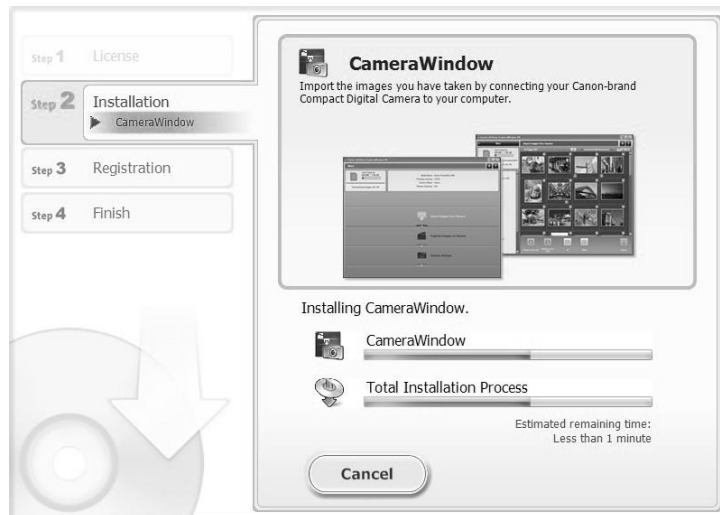 Step 1 License
Step 2 Installation
CameraWindow
Step 3 Registration
Step 4 Finish
CameraWindow
Import the images you have taken by connecting your Canon-brand
Compact Digital Camera to your computer.
Installing CameraWindow.
CameraWindow
Total Installation Process
Estimated remaining time:
Less than 1 minute
Cancel